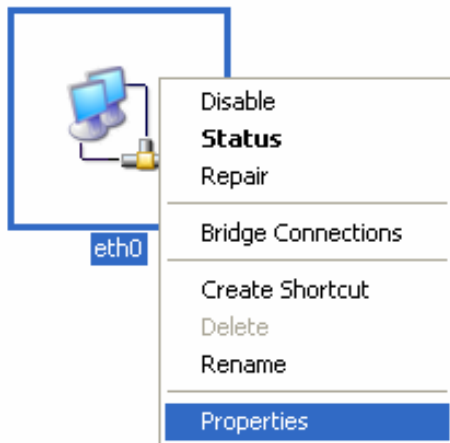 Disable
Status
Repair
Bridge Connections
eth0
Create Shortcut
Delete
Rename
Properties